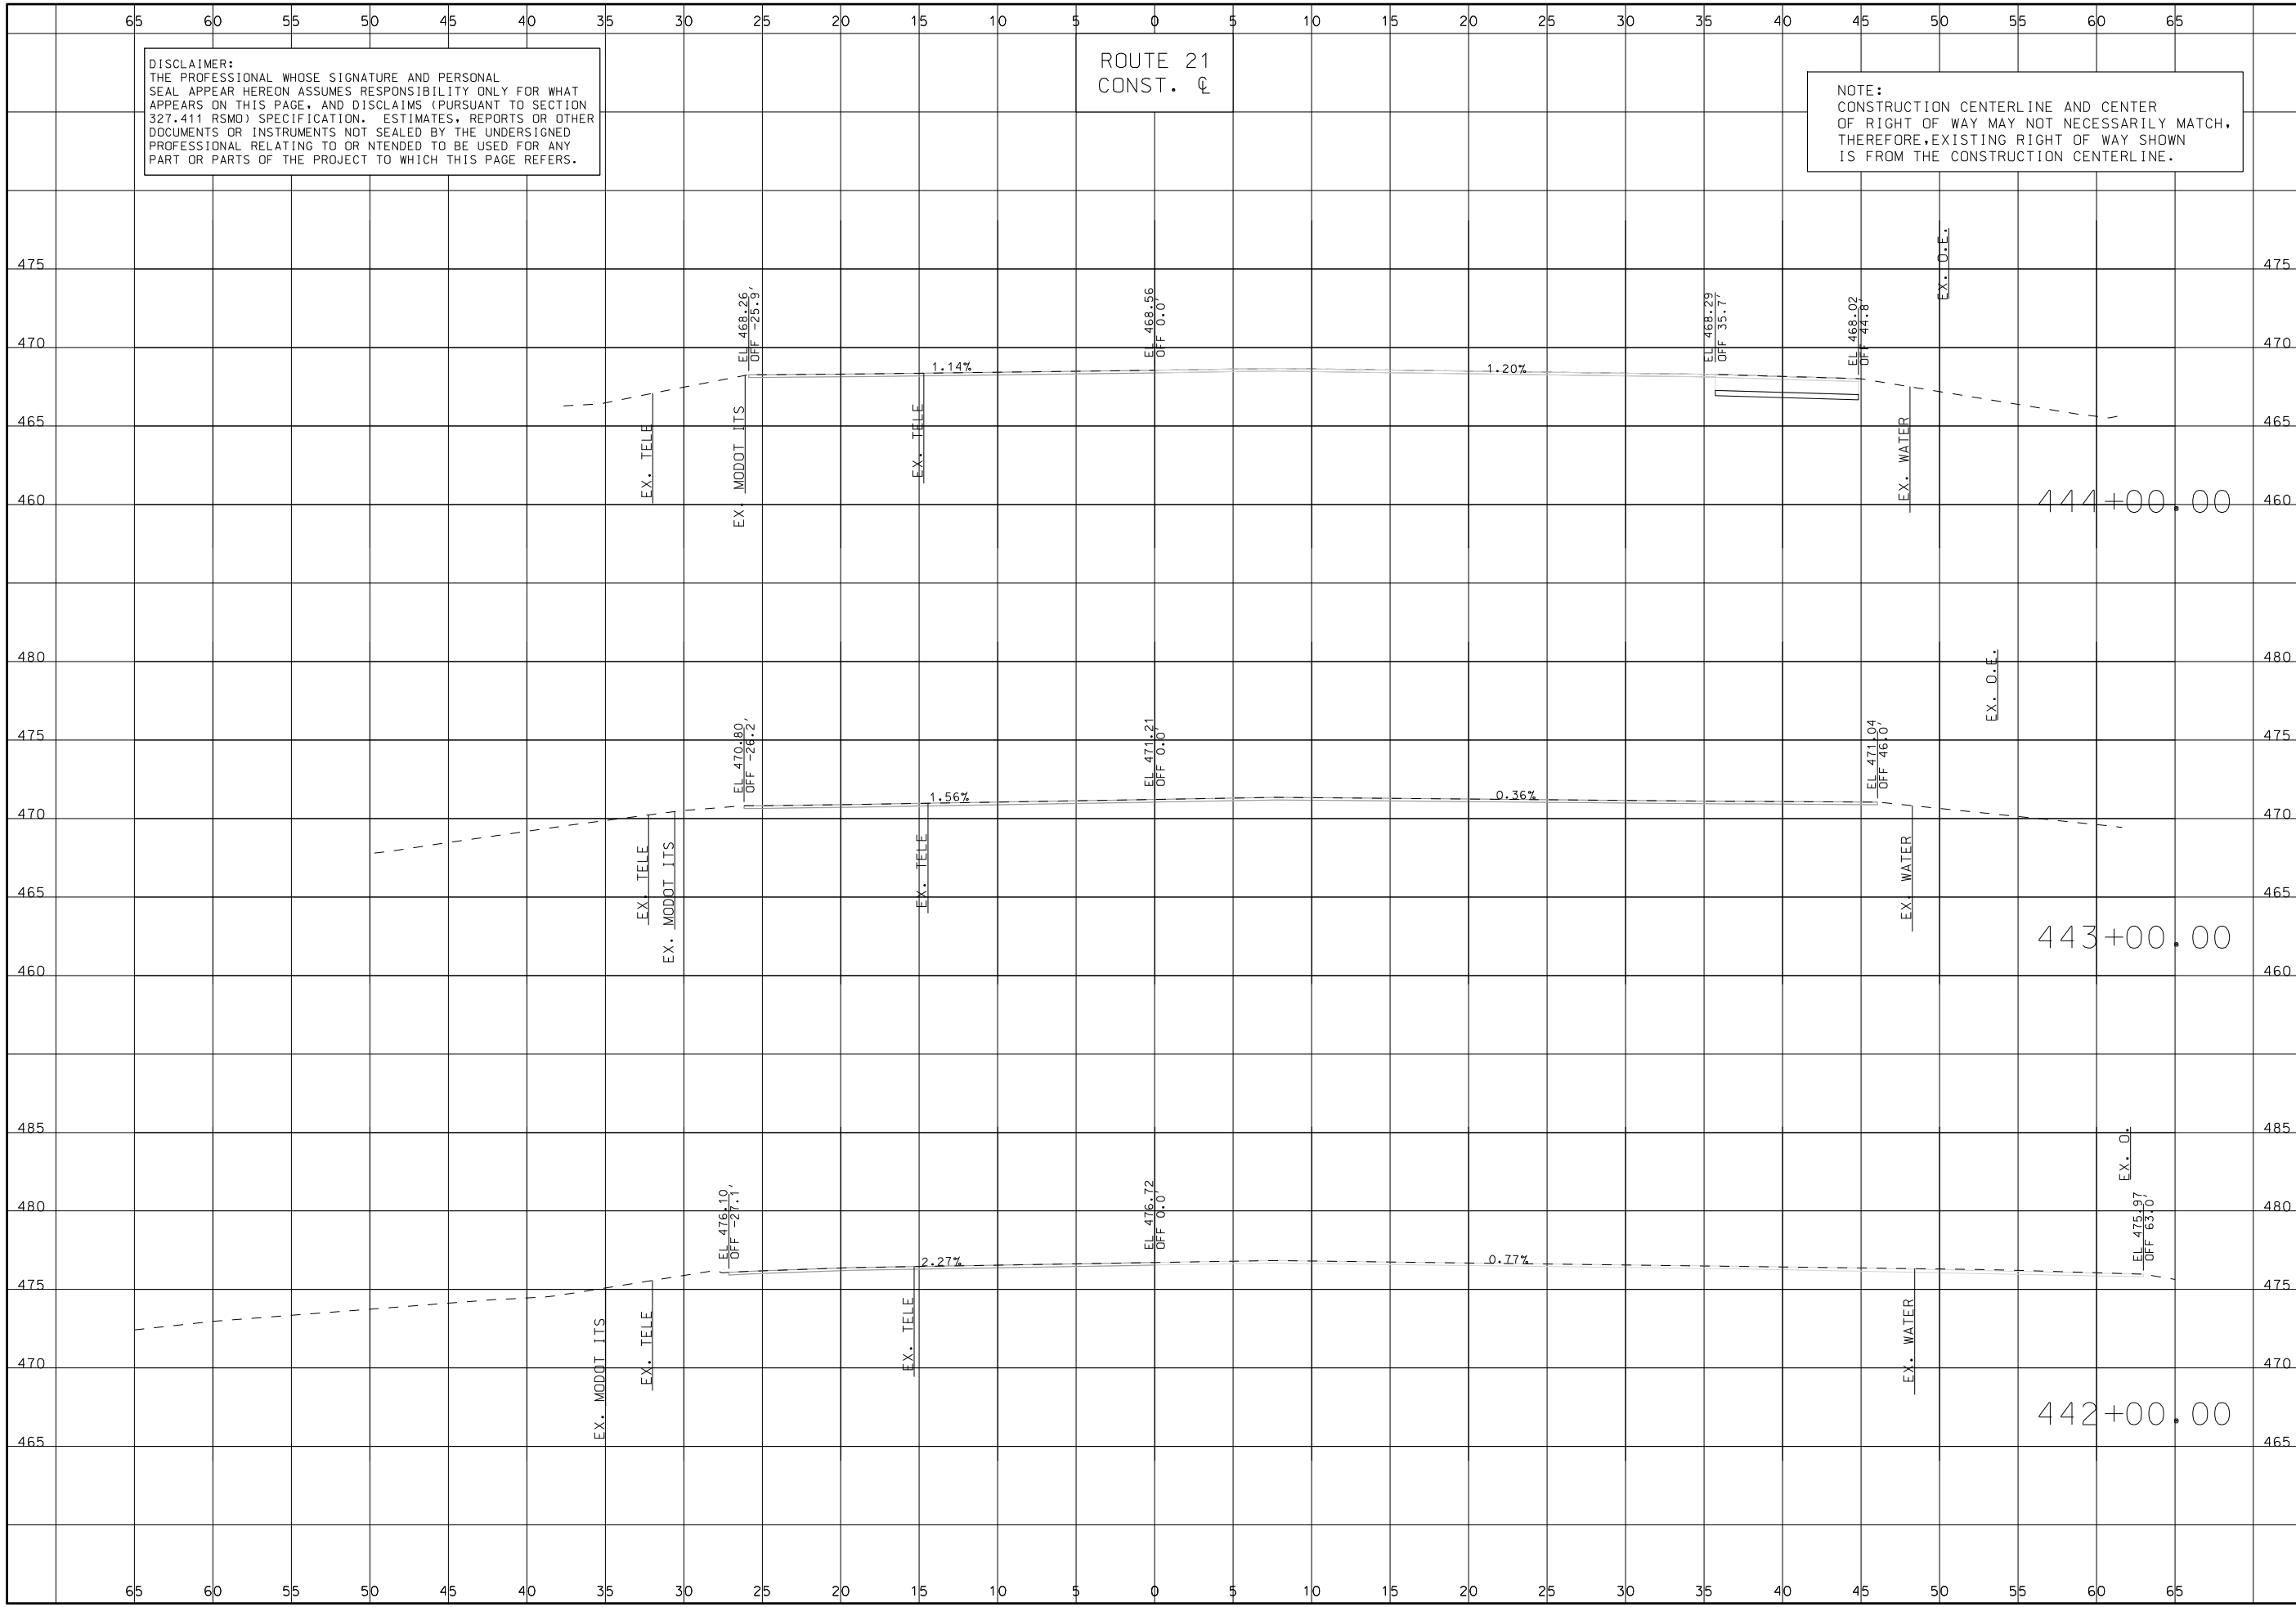 65 60 55 50 45 40 35 30 25 20 15 10 5 0 5 10 15 20 25 30 35 40 45 50 55 60 65
DISCLAIMER:
THE PROFESSIONAL WHOSE SIGNATURE AND PERSONAL
SEAL APPEAR HEREON ASSUMES RESPONSIBILITY ONLY FOR WHAT
APPEARS ON THIS PAGE, AND DISCLAIMS (PURSUANT TO SECTION
327.411 RSMO) SPECIFICATION. ESTIMATES, REPORTS OR OTHER
DOCUMENTS OR INSTRUMENTS NOT SEALED BY THE UNDERSIGNED
PROFESSIONAL RELATING TO OR NTENDED TO BE USED FOR ANY
PART OR PARTS OF THE PROJECT TO WHICH THIS PAGE REFERS.
ROUTE 21
CONST. ℄
NOTE:
CONSTRUCTION CENTERLINE AND CENTER
OF RIGHT OF WAY MAY NOT NECESSARILY MATCH,
THEREFORE,EXISTING RIGHT OF WAY SHOWN
IS FROM THE CONSTRUCTION CENTERLINE.
475 475
470 470
465 465
460 460
EL 468.26
OFF -25.9'
EL 468.56
OFF 0.0'
EL 468.29
OFF 35.7'
EL 468.02
OFF 44.8'
EX. O.E.
1.14%
1.20%
EX. TELE
EX. MODOT ITS
EX. TELE
EX. WATER
444+00.00
480 480
475 475
470 470
465 465
460 460
EL 470.80
OFF -26.2'
EL 471.21
OFF 0.0'
EL 471.04
OFF 46.0'
EX. O.E.
1.56%
0.36%
EX. TELE
EX. MODOT ITS
EX. TELE
EX. WATER
443+00.00
485 485
480 480
475 475
470 470
465 465
EL 476.10
OFF -27.1'
EL 476.72
OFF 0.0'
EX. O.
EL 475.97
OFF 63.0'
2.27%
0.77%
EX. MODOT ITS
EX. TELE
EX. TELE
EX. WATER
442+00.00
65 60 55 50 45 40 35 30 25 20 15 10 5 0 5 10 15 20 25 30 35 40 45 50 55 60 65